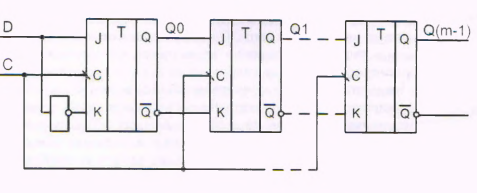 D J T Q Q0 J T Q Q1 J T Q Q(m-1)
C C C C
K Q̅ K Q̅ K Q̅